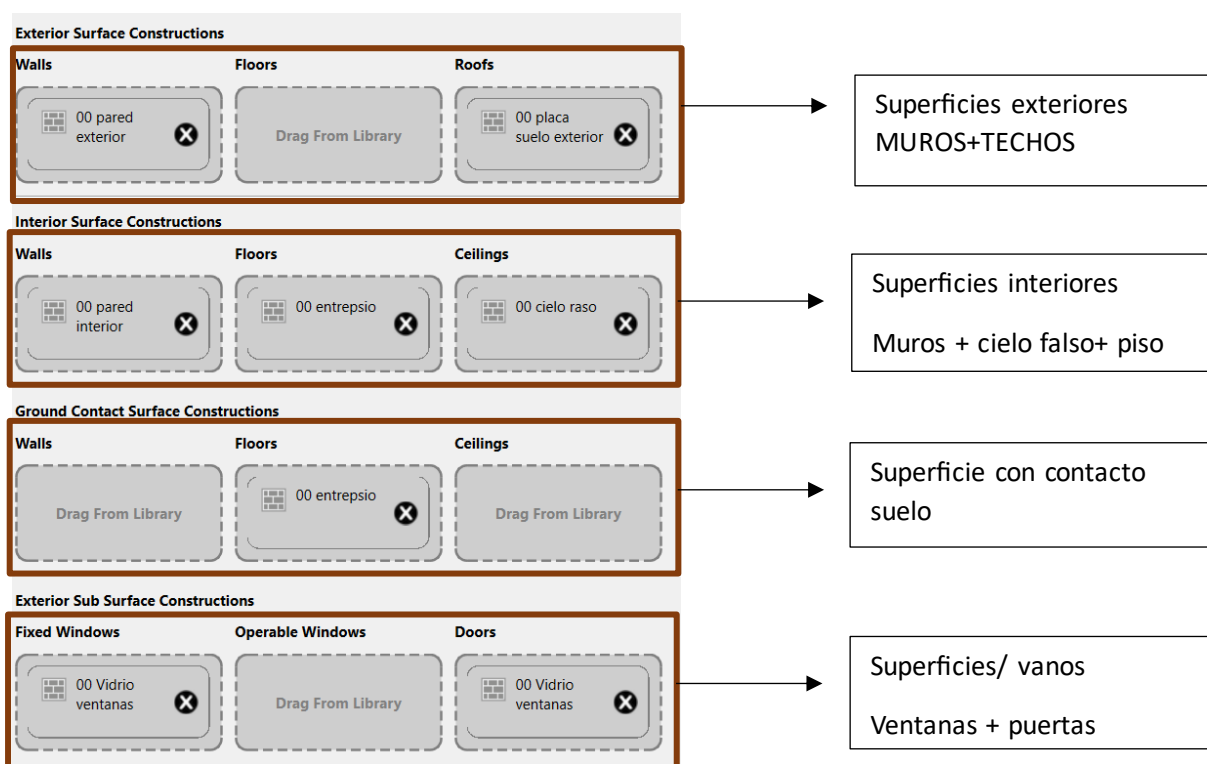 Exterior Surface Constructions
Walls
Floors
Roofs
00 pared
exterior
Drag From Library
00 placa
suelo exterior
Superficies exteriores
MUROS+TECHOS
Interior Surface Constructions
Walls
Floors
Ceilings
00 pared
interior
00 entrepsio
00 cielo raso
Superficies interiores
Muros + cielo falso+ piso
Ground Contact Surface Constructions
Walls
Floors
Ceilings
Drag From Library
00 entrepsio
Drag From Library
Superficie con contacto
suelo
Exterior Sub Surface Constructions
Fixed Windows
Operable Windows
Doors
00 Vidrio
ventanas
Drag From Library
00 Vidrio
ventanas
Superficies/ vanos
Ventanas + puertas